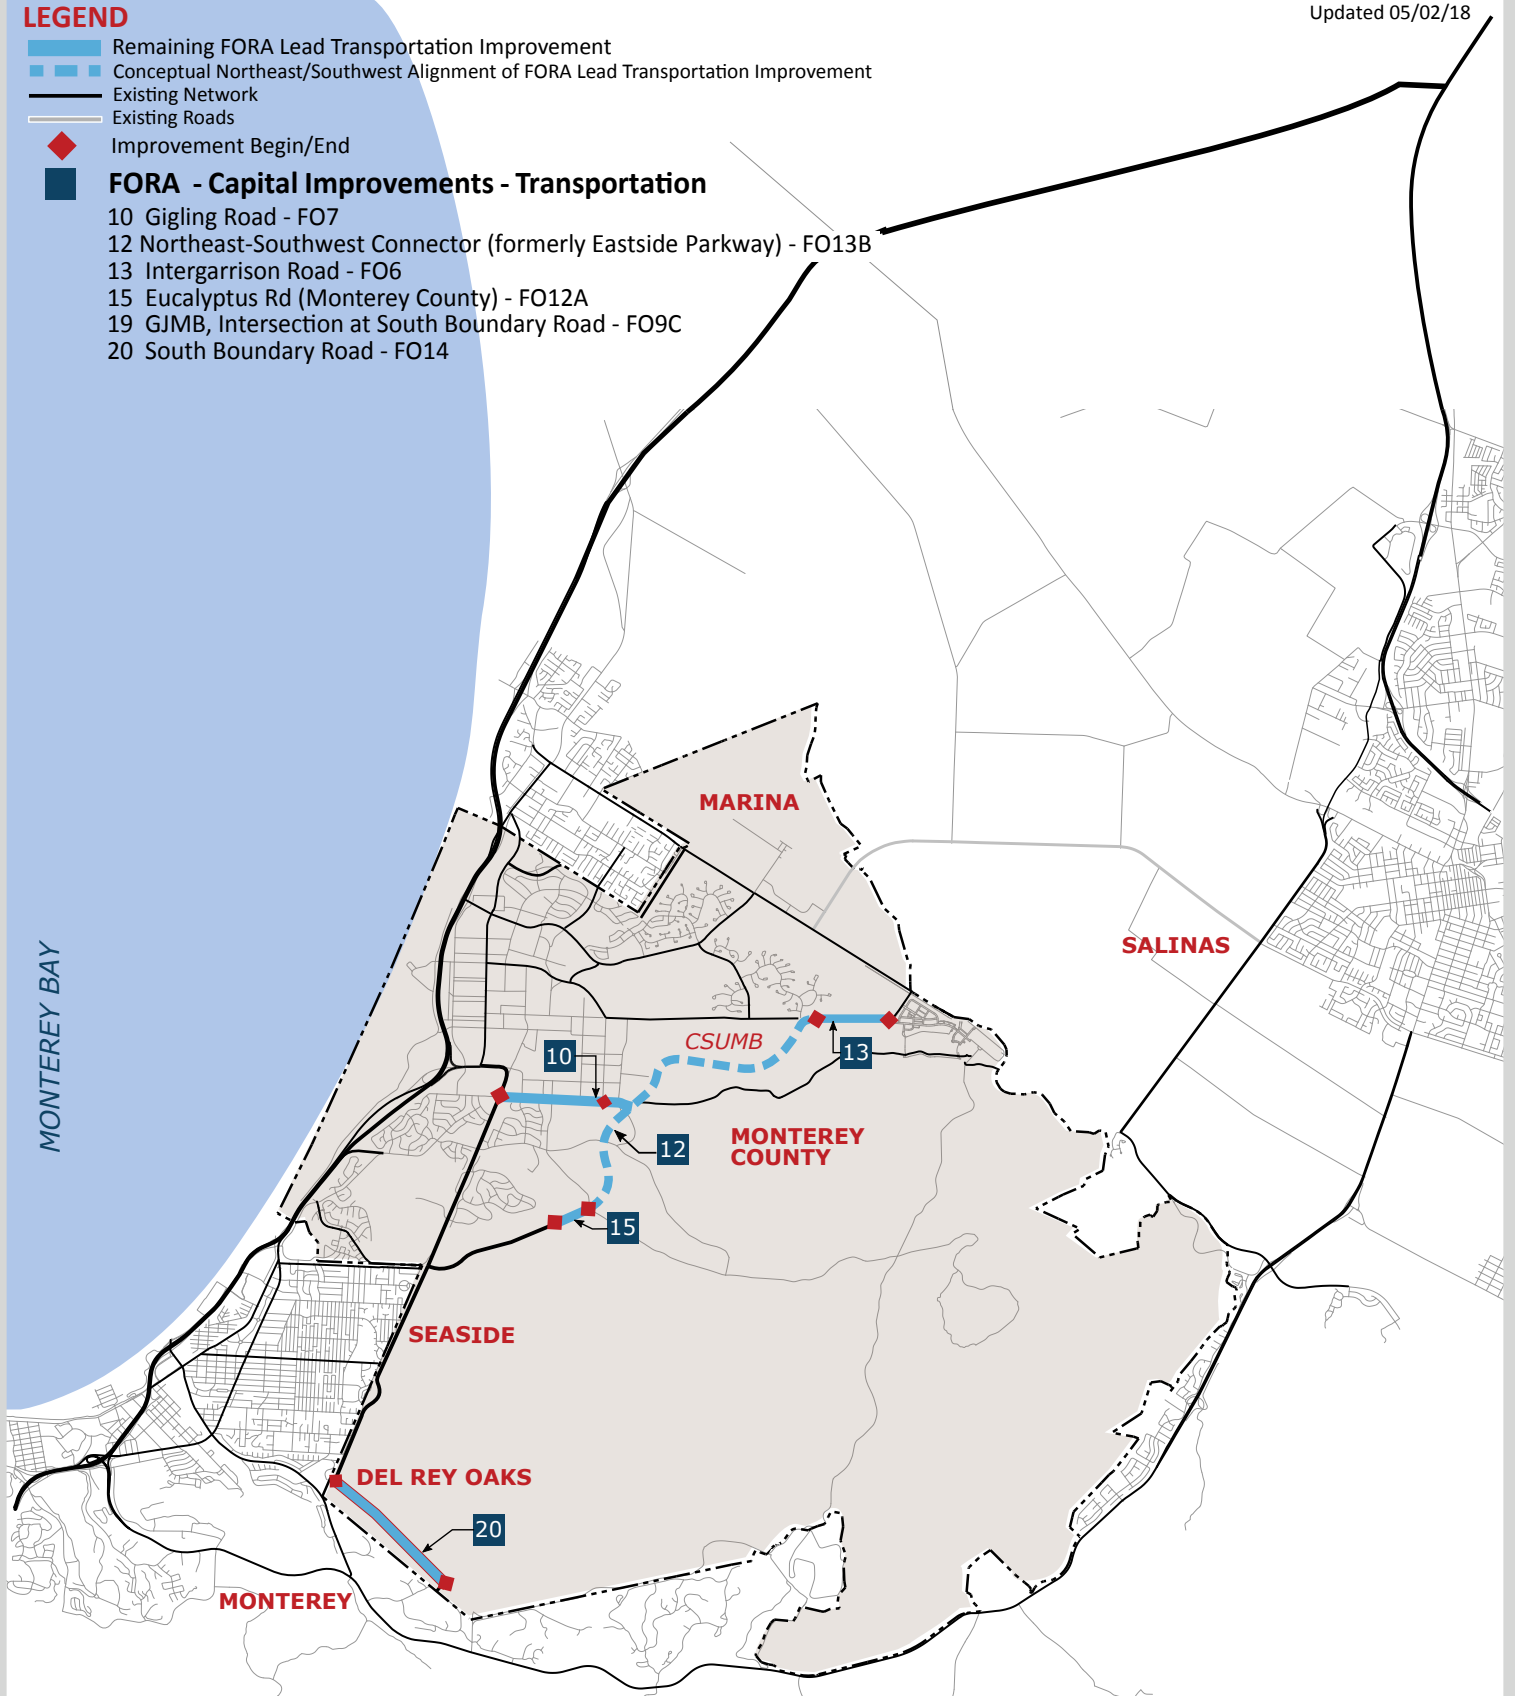 LEGEND
Updated 05/02/18
Remaining FORA Lead Transportation Improvement
Conceptual Northeast/Southwest Alignment of FORA Lead Transportation Improvement
Existing Network
Existing Roads
Improvement Begin/End
FORA - Capital Improvements - Transportation
10 Gigling Road - FO7
12 Northeast-Southwest Connector (formerly Eastside Parkway) - FO13B
13 Intergarrison Road - FO6
15 Eucalyptus Rd (Monterey County) - FO12A
19 GJMB, Intersection at South Boundary Road - FO9C
20 South Boundary Road - FO14
MARINA
SALINAS
MONTEREY BAY
CSUMB
10
13
MONTEREY
COUNTY
12
15
SEASIDE
DEL REY OAKS
20
MONTEREY